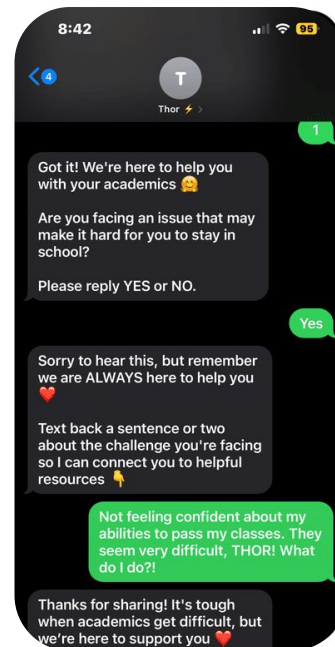 8:42
95
4
T
Thor ⚡ >
1
Got it! We're here to help you
with your academics 🤗
Are you facing an issue that may
make it hard for you to stay in
school?
Please reply YES or NO.
Yes
Sorry to hear this, but remember
we are ALWAYS here to help you
❤️
Text back a sentence or two
about the challenge you're facing
so I can connect you to helpful
resources 👇
Not feeling confident about my
abilities to pass my classes. They
seem very difficult, THOR! What
do I do?!
Thanks for sharing! It's tough
when academics get difficult, but
we're here to support you ❤️